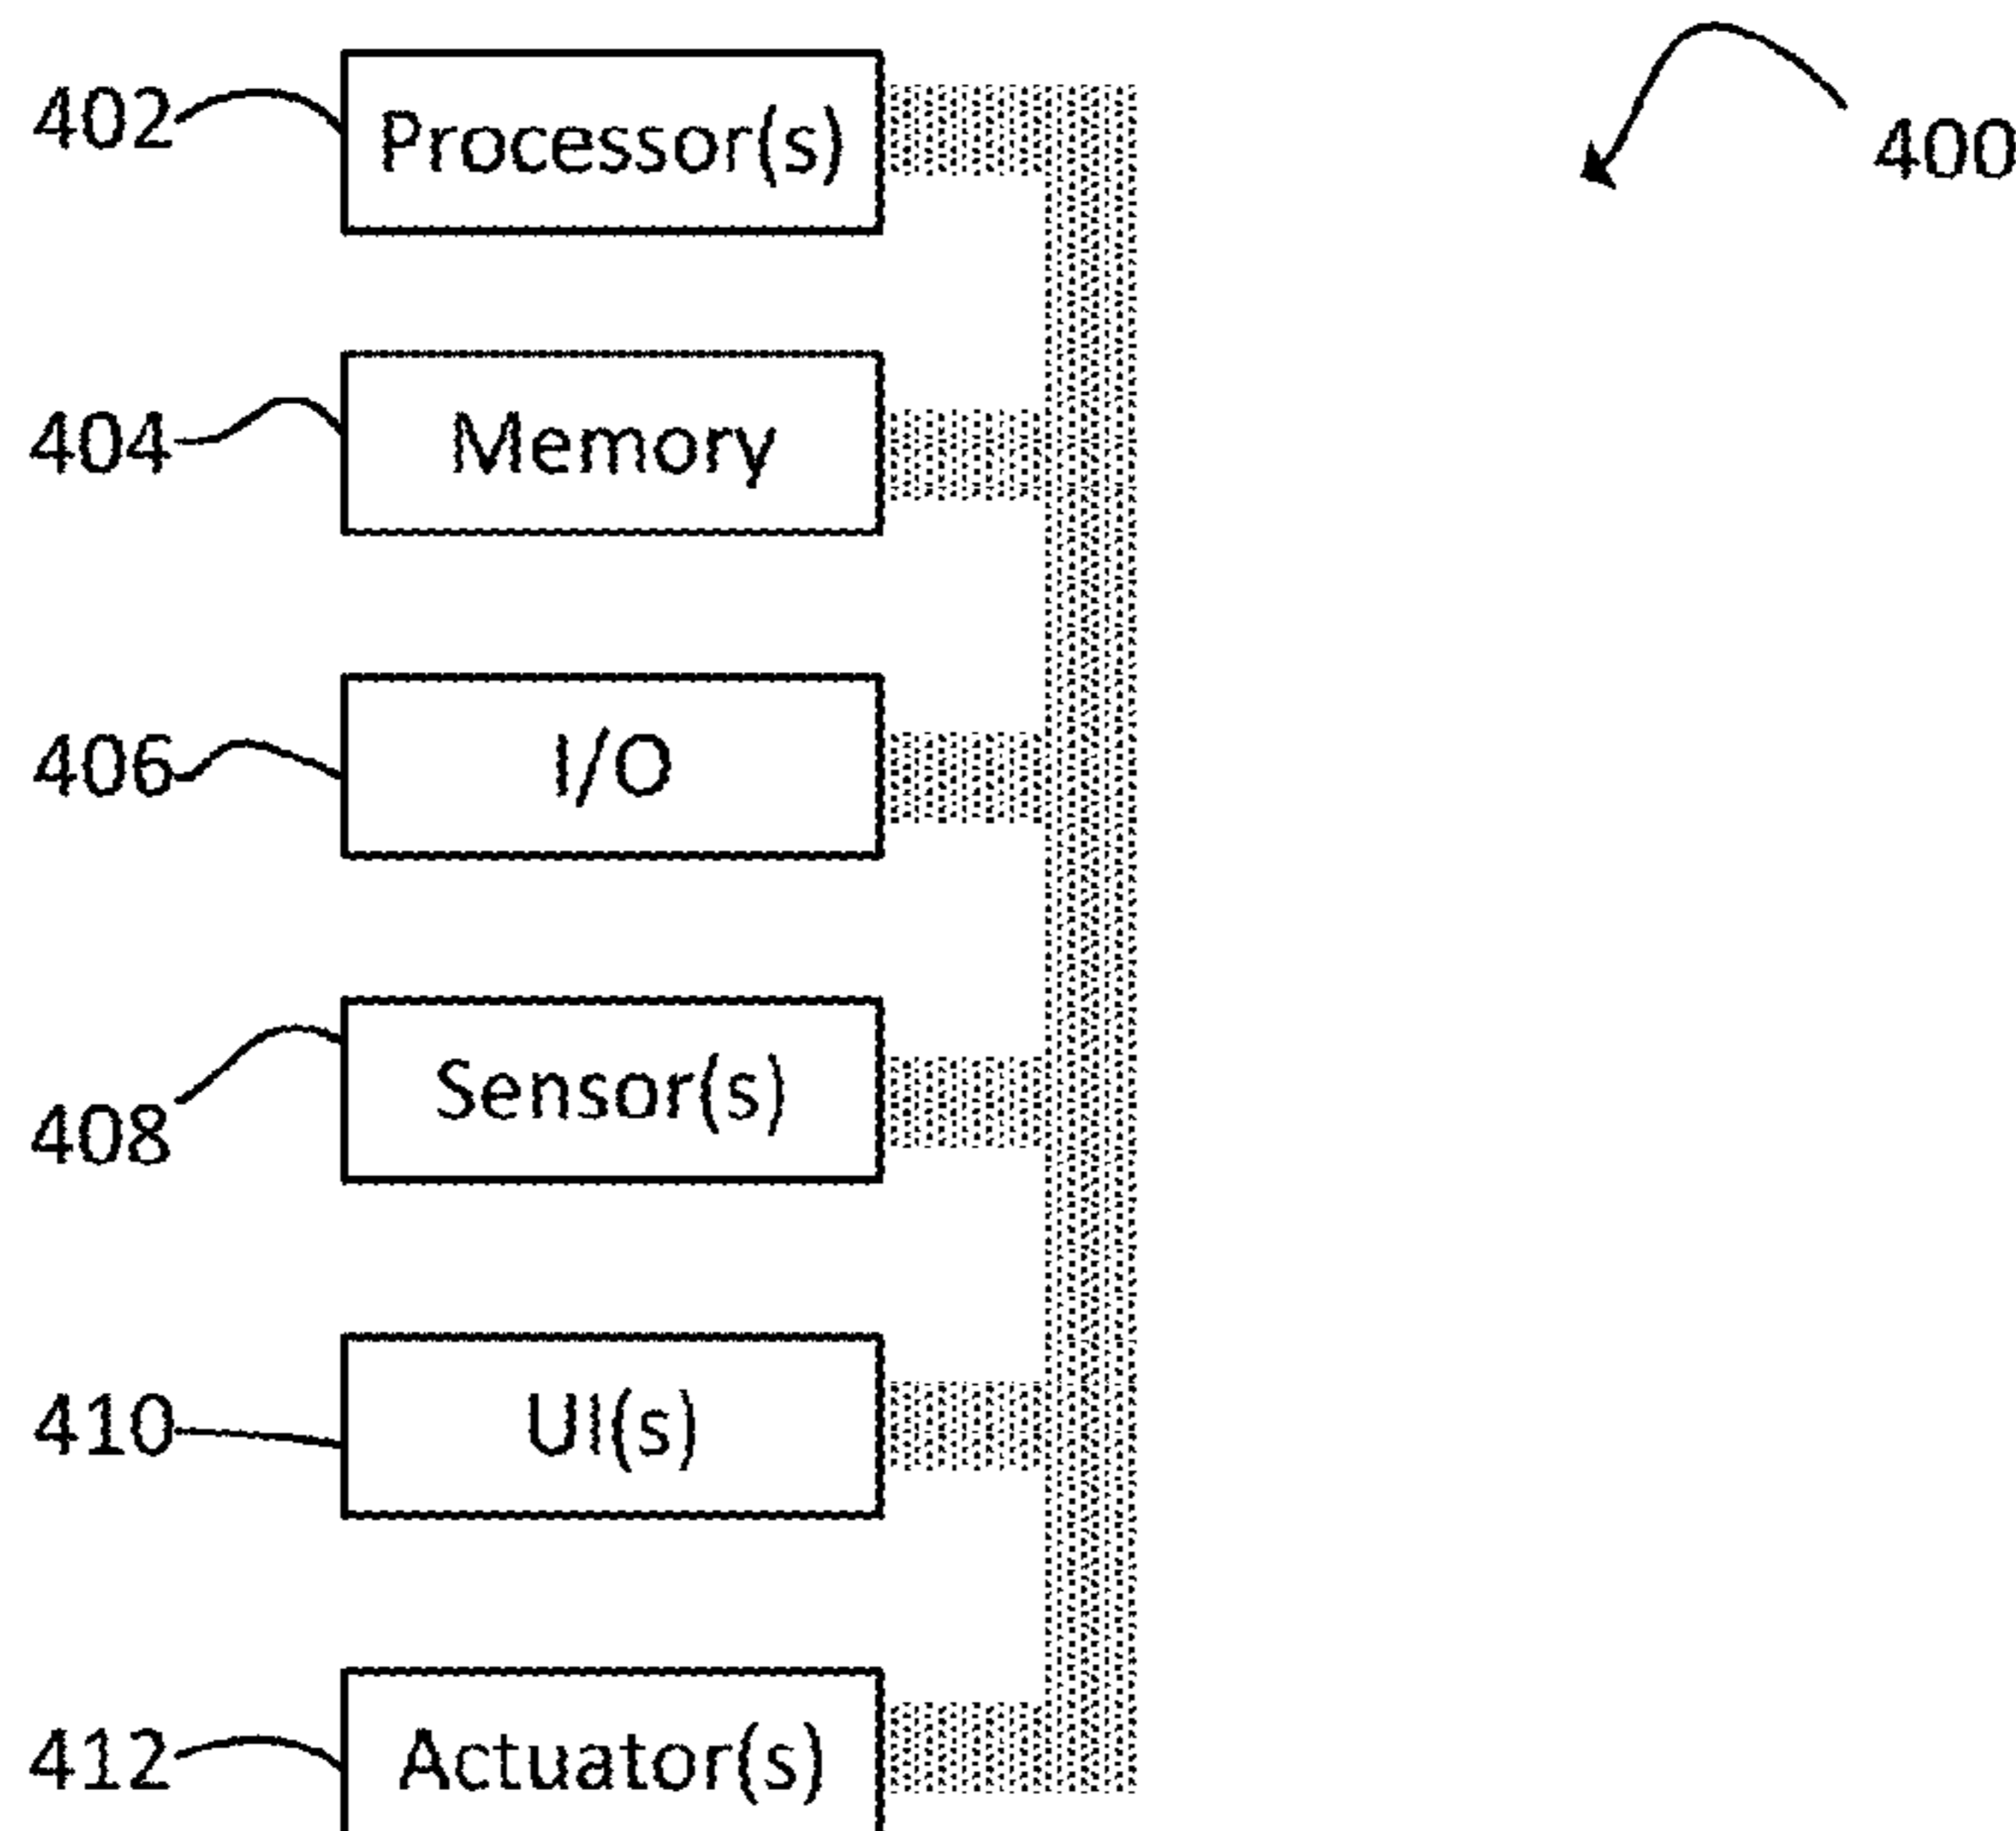 402 Processor(s) 400
404 Memory
406 I/O
408 Sensor(s)
410 UI(s)
412 Actuator(s)